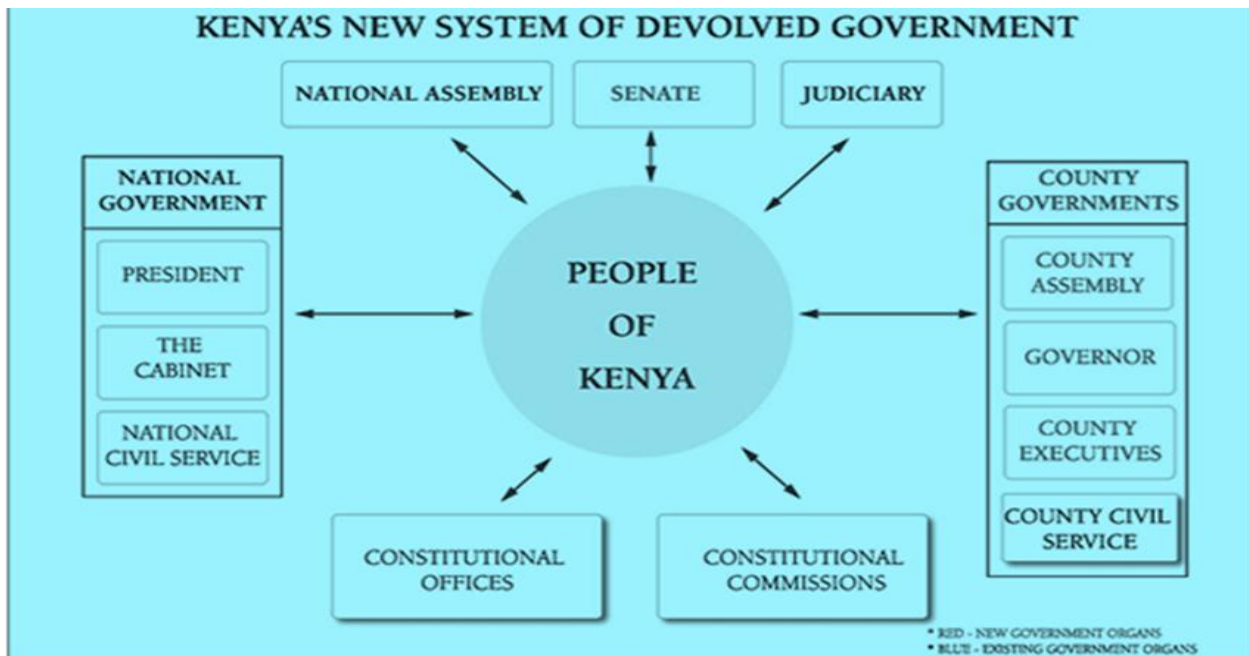 KENYA'S NEW SYSTEM OF DEVOLVED GOVERNMENT
NATIONAL ASSEMBLY
SENATE
JUDICIARY
NATIONAL
GOVERNMENT
PRESIDENT
THE
CABINET
NATIONAL
CIVIL SERVICE
PEOPLE
OF
KENYA
COUNTY
GOVERNMENTS
COUNTY
ASSEMBLY
GOVERNOR
COUNTY
EXECUTIVES
COUNTY CIVIL
SERVICE
CONSTITUTIONAL
OFFICES
CONSTITUTIONAL
COMMISSIONS
* RED - NEW GOVERNMENT ORGANS
* BLUE - EXISTING GOVERNMENT ORGANS